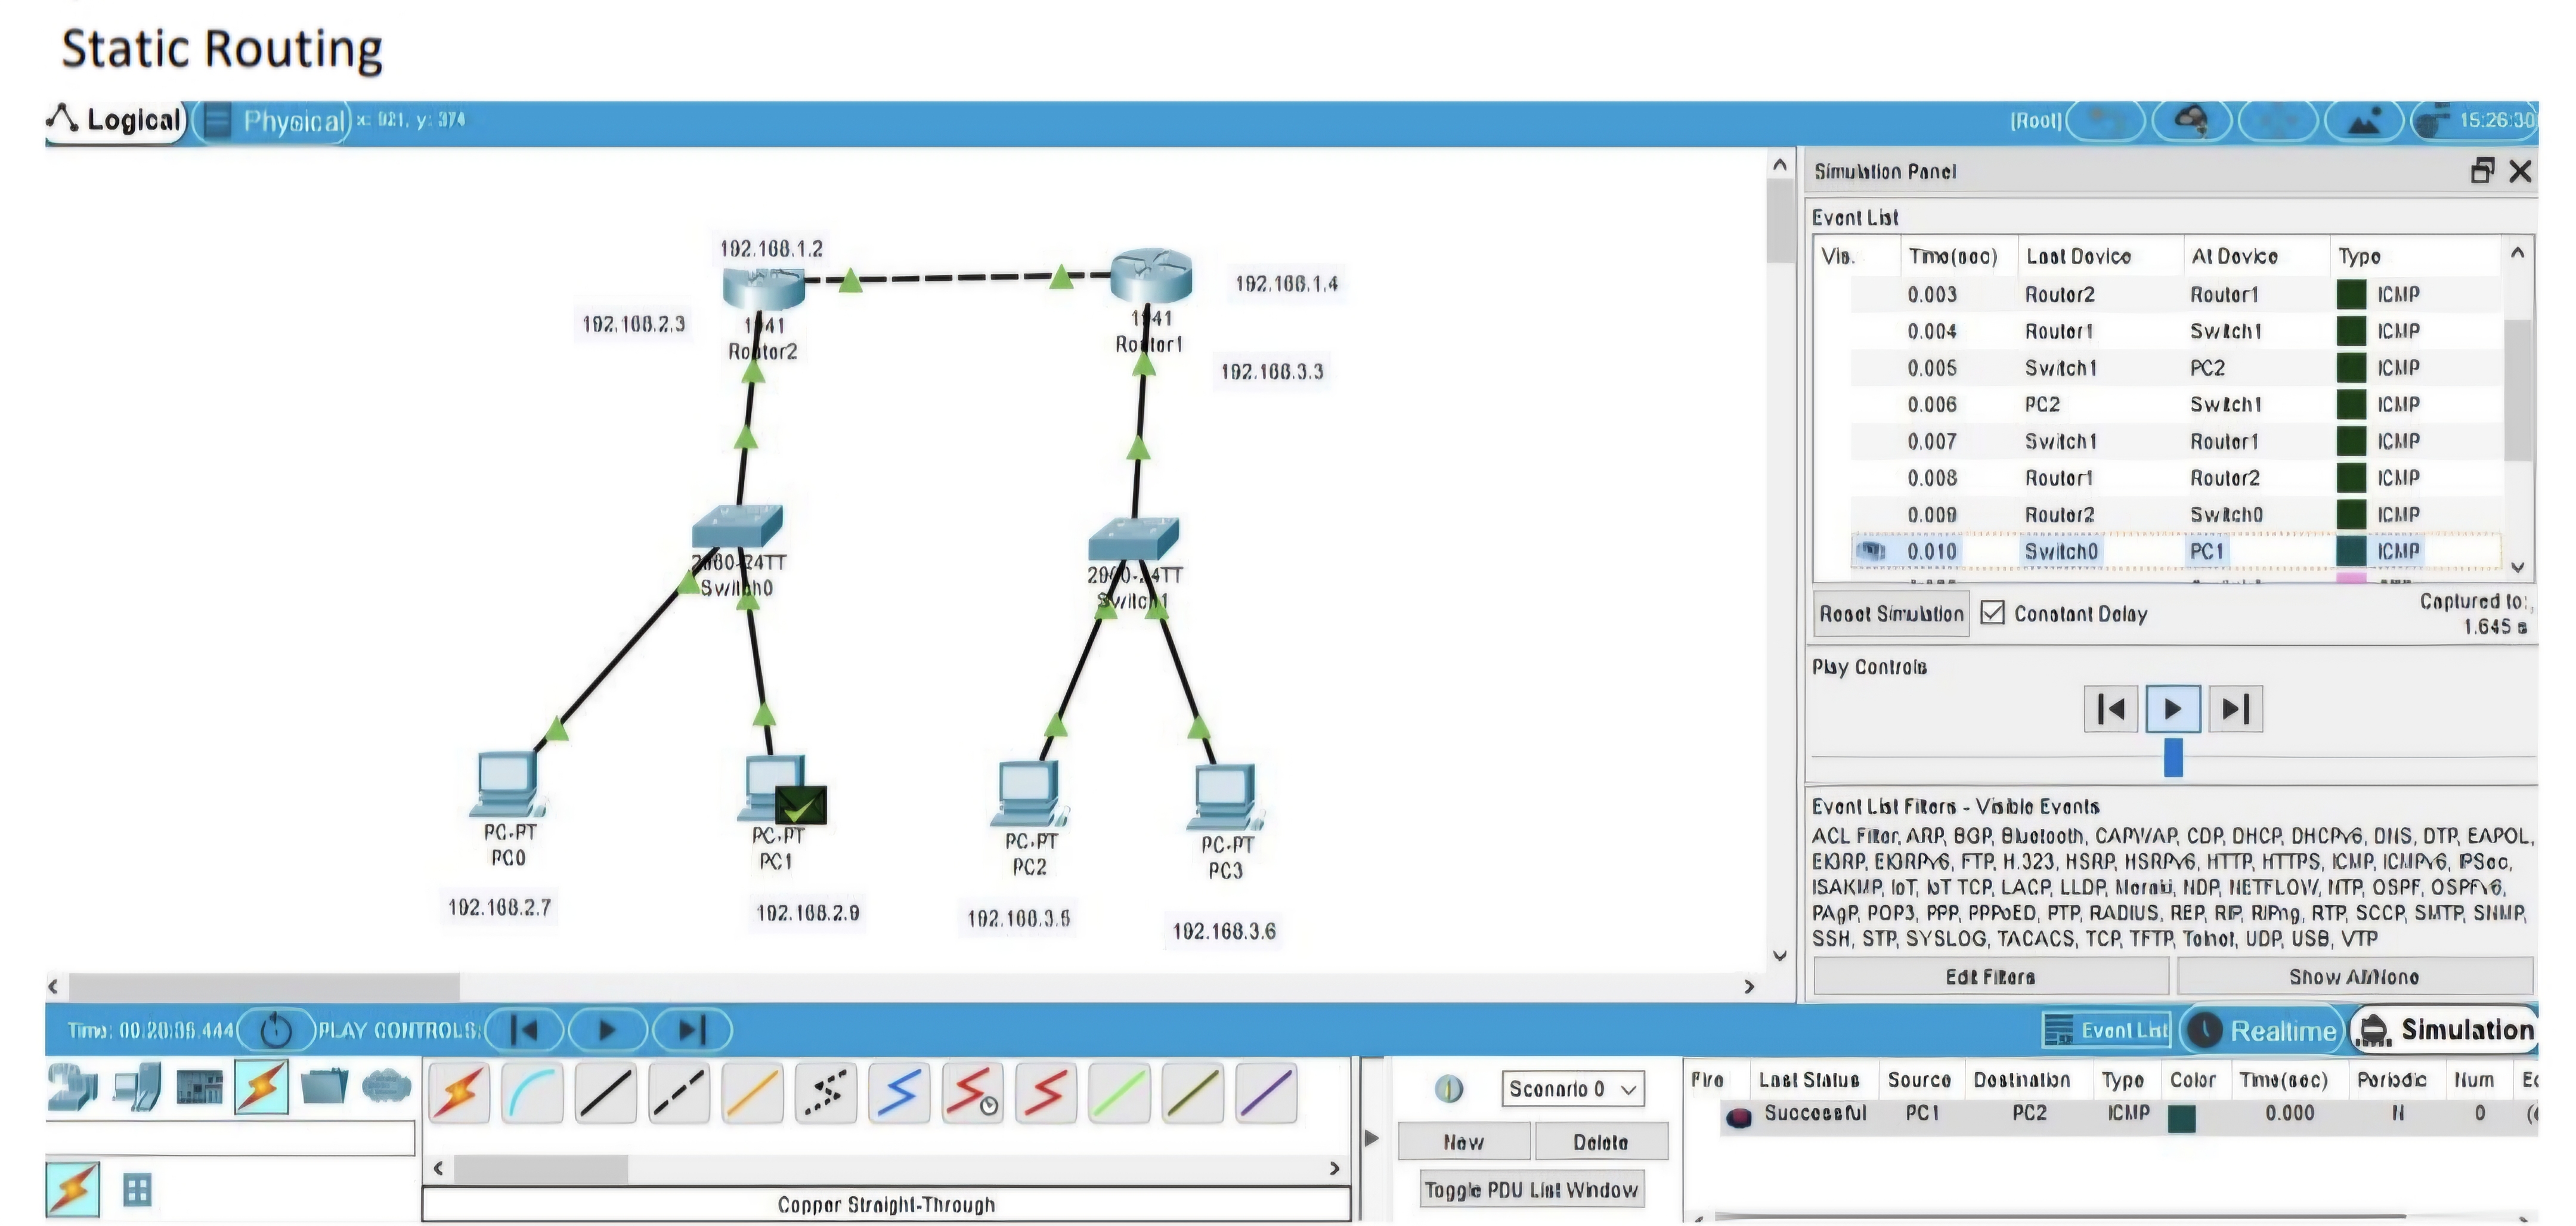 Static Routing
Logical Physical x: 921, y: 374 [Root] 15:26:30
Simulation Panel
Event List
Vis. Time(sec) Last Device At Device Type
0.003 Router2 Router1 ICMP
0.004 Router1 Switch1 ICMP
0.005 Switch1 PC2 ICMP
0.006 PC2 Switch1 ICMP
0.007 Switch1 Router1 ICMP
0.008 Router1 Router2 ICMP
0.009 Router2 Switch0 ICMP
0.010 Switch0 PC1 ICMP
Reset Simulation Constant Delay
Captured to:
1.645 s
Play Controls
Event List Filters - Visible Events
ACL Filter, ARP, BGP, Bluetooth, CAPWAP, CDP, DHCP, DHCPv6, DNS, DTP, EAPOL,
EIGRP, EIGRPv6, FTP, H.323, HSRP, HSRPv6, HTTP, HTTPS, ICMP, ICMPv6, IPSec,
ISAKMP, IoT, IoT TCP, LACP, LLDP, Meraki, NDP, NETFLOW, NTP, OSPF, OSPFv6,
PAgP, POP3, PPP, PPPoED, PTP, RADIUS, REP, RIP, RIPng, RTP, SCCP, SMTP, SNMP,
SSH, STP, SYSLOG, TACACS, TCP, TFTP, Telnet, UDP, USB, VTP
Edit Filters Show All/None
192.168.1.2
192.168.1.4
192.168.2.3
1941
Router2
1941
Router1
192.168.3.3
2960-24TT
Switch0
2960-24TT
Switch1
PC-PT
PC0
PC-PT
PC1
PC-PT
PC2
PC-PT
PC3
192.168.2.7
192.168.2.9
192.168.3.6
Time: 00:20:06.444 PLAY CONTROLS: Event List Realtime Simulation
Scenario 0
New Delete
Toggle PDU List Window
Fire Last Status Source Destination Type Color Time(sec) Periodic Num
Successful PC1 PC2 ICMP 0.000 N 0
Copper Straight-Through